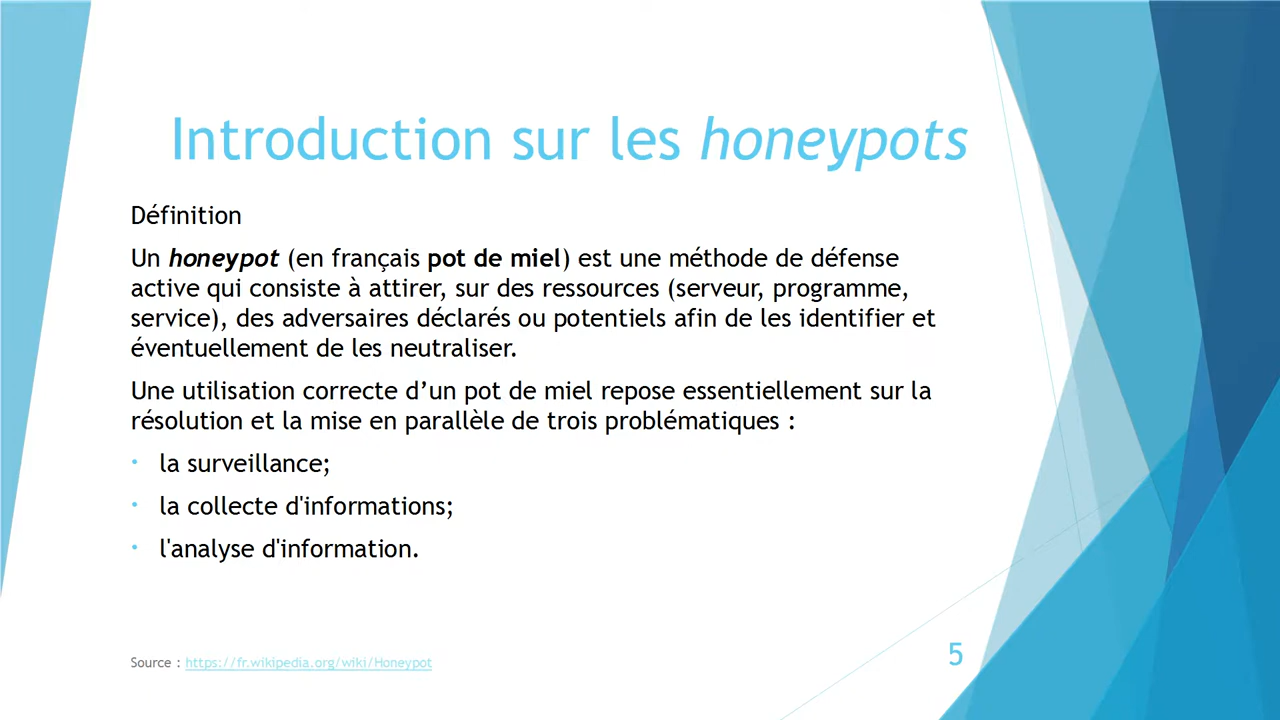 Introduction sur les honeypots
Définition
Un honeypot (en français pot de miel) est une méthode de défense
active qui consiste à attirer, sur des ressources (serveur, programme,
service), des adversaires déclarés ou potentiels afin de les identifier et
éventuellement de les neutraliser.
Une utilisation correcte d’un pot de miel repose essentiellement sur la
résolution et la mise en parallèle de trois problématiques :
• la surveillance;
• la collecte d'informations;
• l'analyse d'information.
Source : https://fr.wikipedia.org/wiki/Honeypot
5